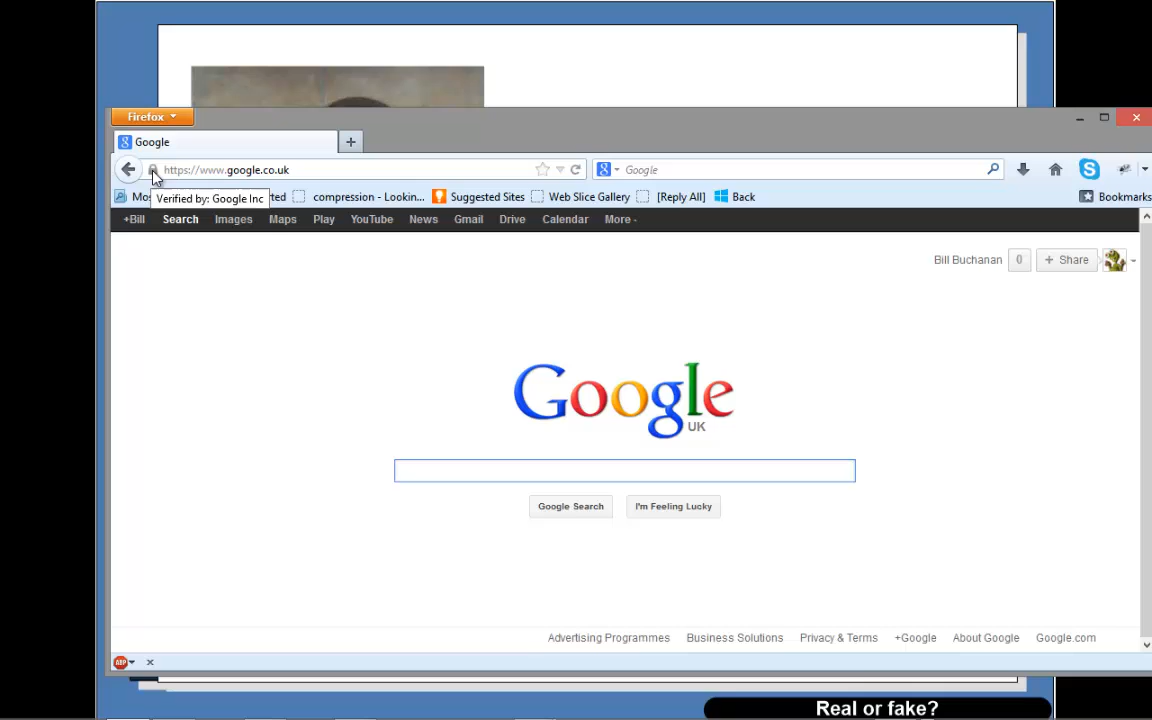 Firefox
Google
https://www.google.co.uk
Google
Mos
rted
compression - Lookin...
Suggested Sites
Web Slice Gallery
[Reply All]
Back
Bookmarks
Verified by: Google Inc
+Bill Search Images Maps Play YouTube News Gmail Drive Calendar More
Bill Buchanan 0 + Share
Google
UK
Google Search I'm Feeling Lucky
Advertising Programmes Business Solutions Privacy & Terms +Google About Google Google.com
ABP
Real or fake?